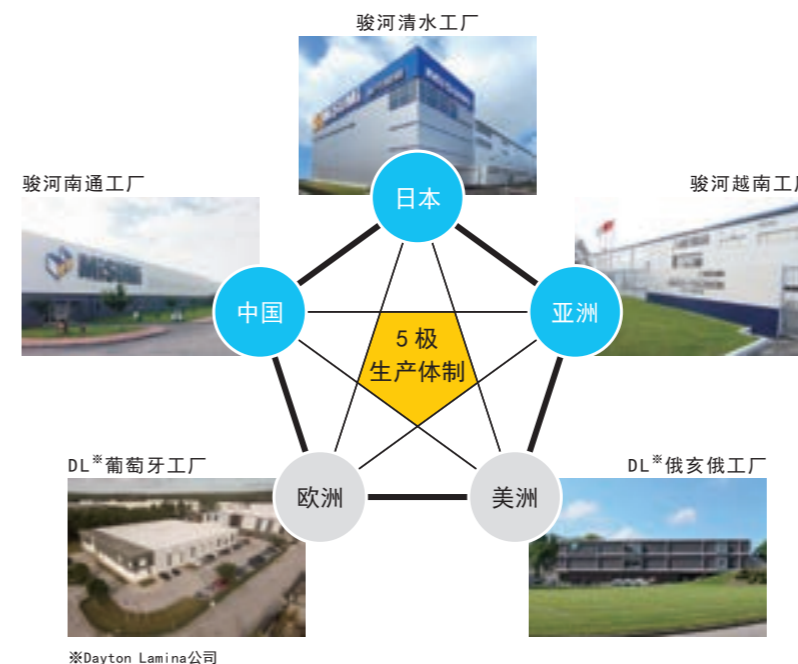 骏河清水工厂
MiSUMi
日本
骏河南通工厂
骏河越南工厂
MiSUMi
中国
亚洲
5 极
生产体制
DL※葡萄牙工厂
DL※俄亥俄工厂
欧洲
美洲
※Dayton Lamina公司